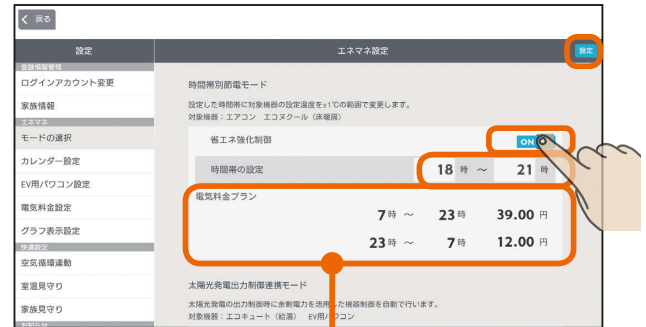 戻る
設定
エネマネ設定
設定
登録情報管理
ログインアカウント変更
家族情報
エネマネ
モードの選択
カレンダー設定
EV用パワコン設定
電気料金設定
グラフ表示設定
快適設定
空気循環連動
室温見守り
家族見守り
お知らせ
時間帯別節電モード
設定した時間帯に対象機器の設定温度を±1℃の範囲で変更します。
対象機器：エアコン エコヌクール（床暖房）
省エネ強化制御 ON
時間帯の設定 18 時 ～ 21 時
電気料金プラン
7時 ～ 23時 39.00 円
23時 ～ 7時 12.00 円
太陽光発電出力制御連携モード
太陽光発電の出力制御時に余剰電力を活用した機器制御を自動で行います。
対象機器：エコキュート（給湯） EV用パワコン